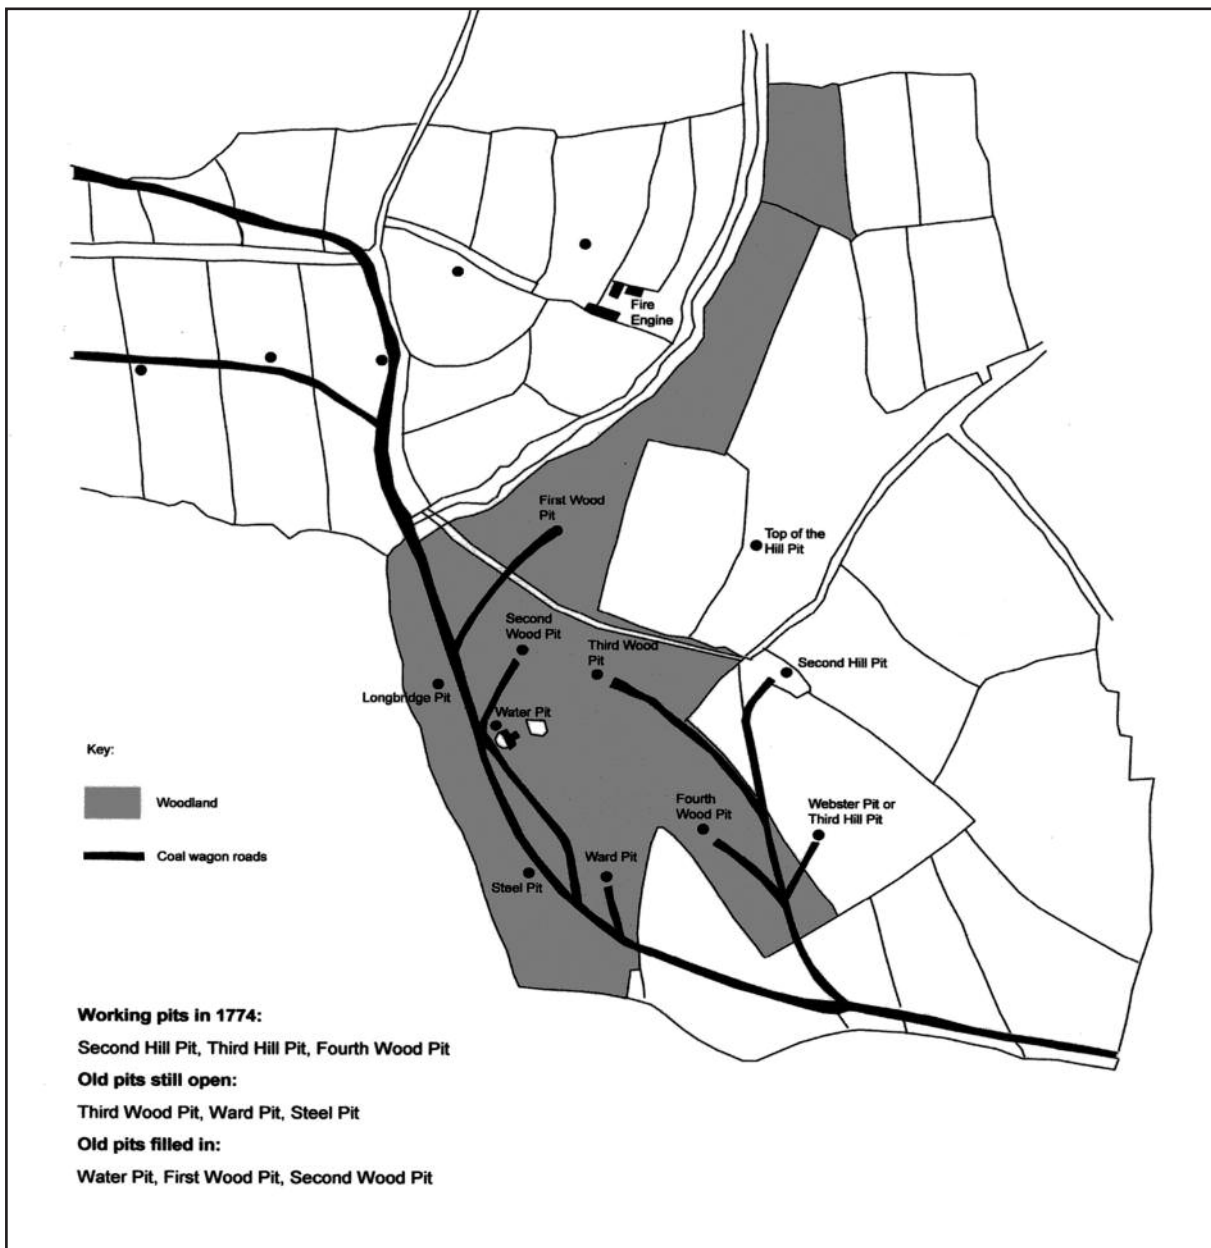 Fire
Engine
First Wood
Pit
Top of the
Hill Pit
Second
Wood Pit
Third Wood
Pit
Second Hill Pit
Longbridge Pit
Water Pit
Key:
Woodland
Fourth
Wood Pit
Webster Pit or
Third Hill Pit
Coal wagon roads
Ward Pit
Steel Pit
Working pits in 1774:
Second Hill Pit, Third Hill Pit, Fourth Wood Pit
Old pits still open:
Third Wood Pit, Ward Pit, Steel Pit
Old pits filled in:
Water Pit, First Wood Pit, Second Wood Pit